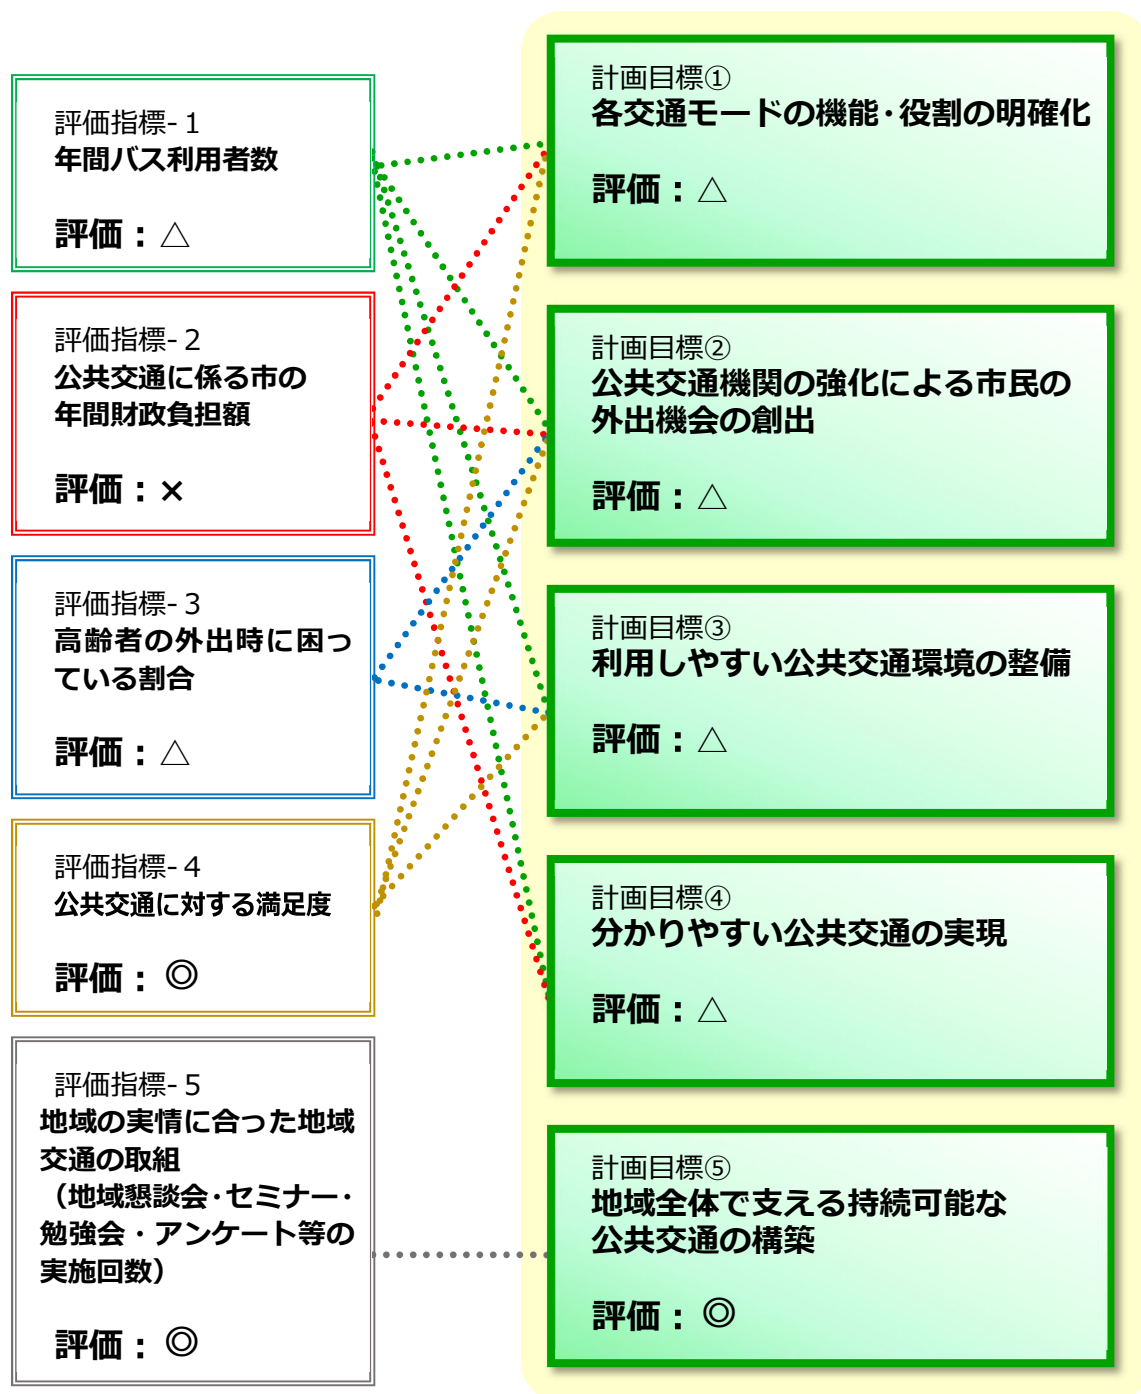 評価指標-１
年間バス利用者数
評価：△
評価指標-２
公共交通に係る市の
年間財政負担額
評価：×
評価指標-３
高齢者の外出時に困っ
ている割合
評価：△
評価指標-４
公共交通に対する満足度
評価：◎
評価指標-５
地域の実情に合った地域
交通の取組
（地域懇談会・セミナー・
勉強会・アンケート等の
実施回数）
評価：◎
計画目標①
各交通モードの機能・役割の明確化
評価：△
計画目標②
公共交通機関の強化による市民の
外出機会の創出
評価：△
計画目標③
利用しやすい公共交通環境の整備
評価：△
計画目標④
分かりやすい公共交通の実現
評価：△
計画目標⑤
地域全体で支える持続可能な
公共交通の構築
評価：◎